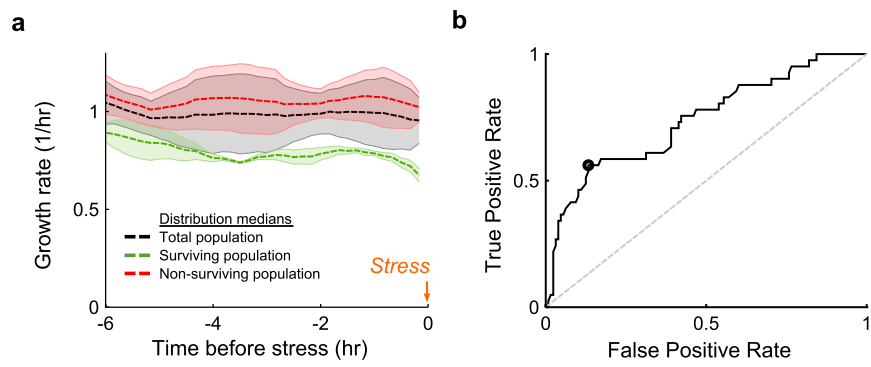 a
Growth rate (1/hr)
1
0.5
0
Distribution medians
Total population
Surviving population
Non-surviving population
Stress
-6
-4
-2
0
Time before stress (hr)
b
True Positive Rate
1
0.5
0
0
0.5
1
False Positive Rate